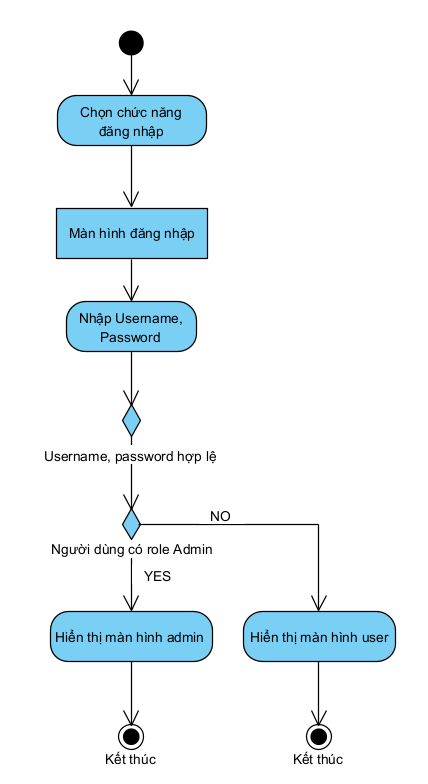 Chọn chức năng
đăng nhập
Màn hình đăng nhập
Nhập Username,
Password
Username, password hợp lệ
NO
Người dùng có role Admin
YES
Hiển thị màn hình admin
Hiển thị màn hình user
Kết thúc
Kết thúc